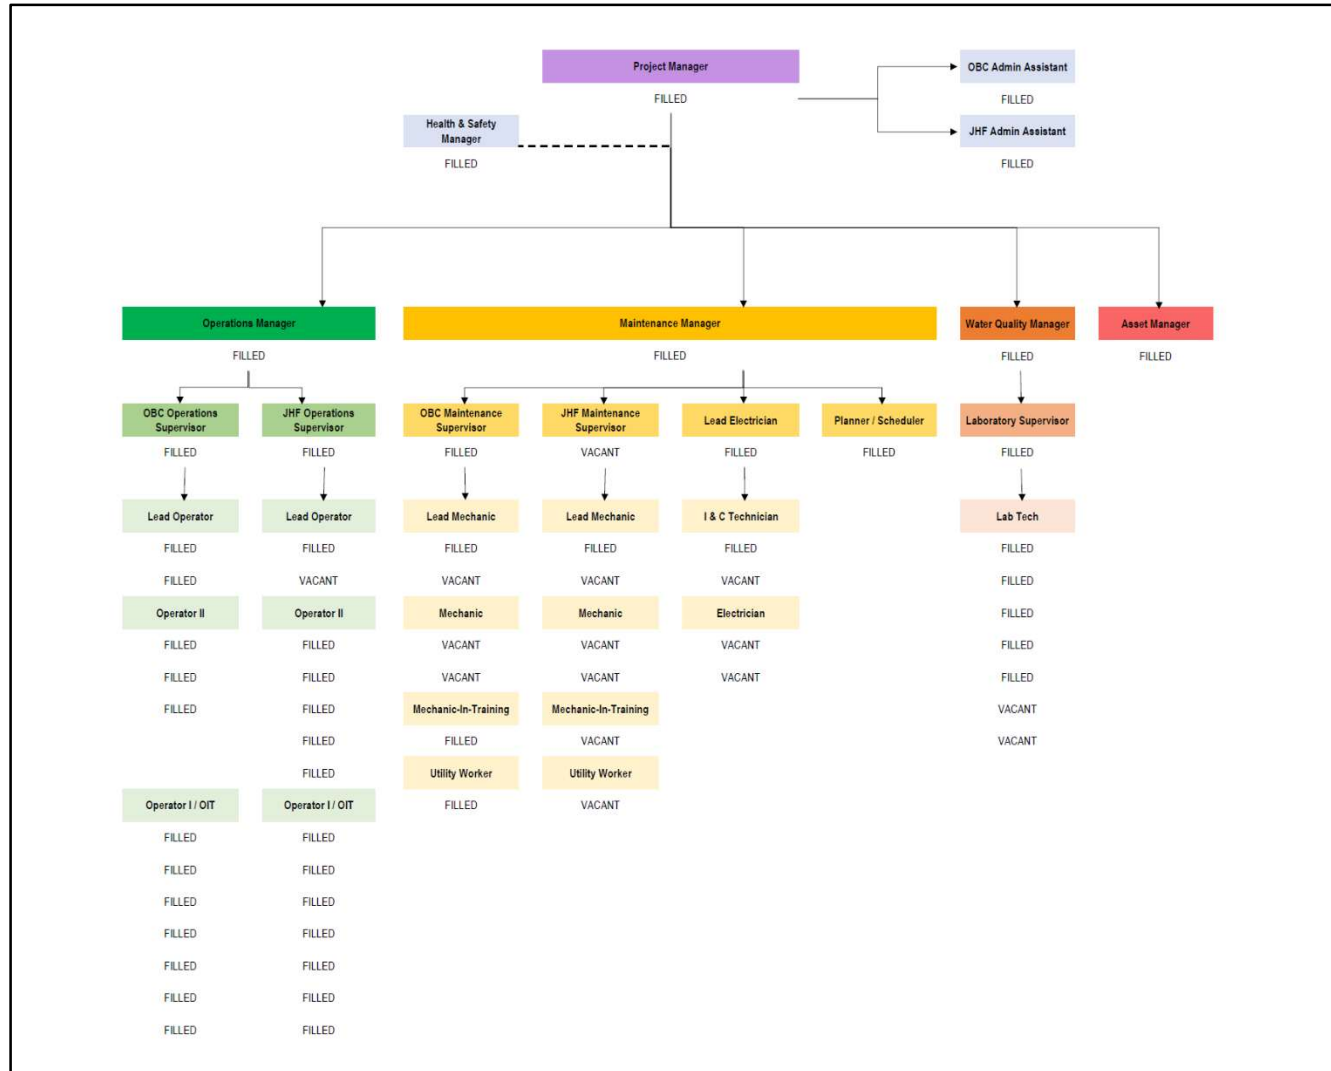 Project Manager
FILLED
OBC Admin Assistant
FILLED
JHF Admin Assistant
FILLED
Health & Safety
Manager
FILLED
Operations Manager
FILLED
Maintenance Manager
FILLED
Water Quality Manager
FILLED
Asset Manager
FILLED
OBC Operations
Supervisor
FILLED
Lead Operator
FILLED
FILLED
Operator II
FILLED
FILLED
FILLED
Operator I / OIT
FILLED
FILLED
FILLED
FILLED
FILLED
FILLED
FILLED
JHF Operations
Supervisor
FILLED
Lead Operator
FILLED
VACANT
Operator II
FILLED
FILLED
FILLED
FILLED
FILLED
Operator I / OIT
FILLED
FILLED
FILLED
FILLED
FILLED
FILLED
FILLED
OBC Maintenance
Supervisor
FILLED
Lead Mechanic
FILLED
VACANT
Mechanic
VACANT
VACANT
Mechanic-In-Training
FILLED
Utility Worker
FILLED
JHF Maintenance
Supervisor
VACANT
Lead Mechanic
FILLED
VACANT
Mechanic
VACANT
VACANT
Mechanic-In-Training
VACANT
Utility Worker
VACANT
Lead Electrician
FILLED
I & C Technician
FILLED
VACANT
Electrician
VACANT
VACANT
Planner / Scheduler
FILLED
Laboratory Supervisor
FILLED
Lab Tech
FILLED
FILLED
FILLED
FILLED
FILLED
VACANT
VACANT